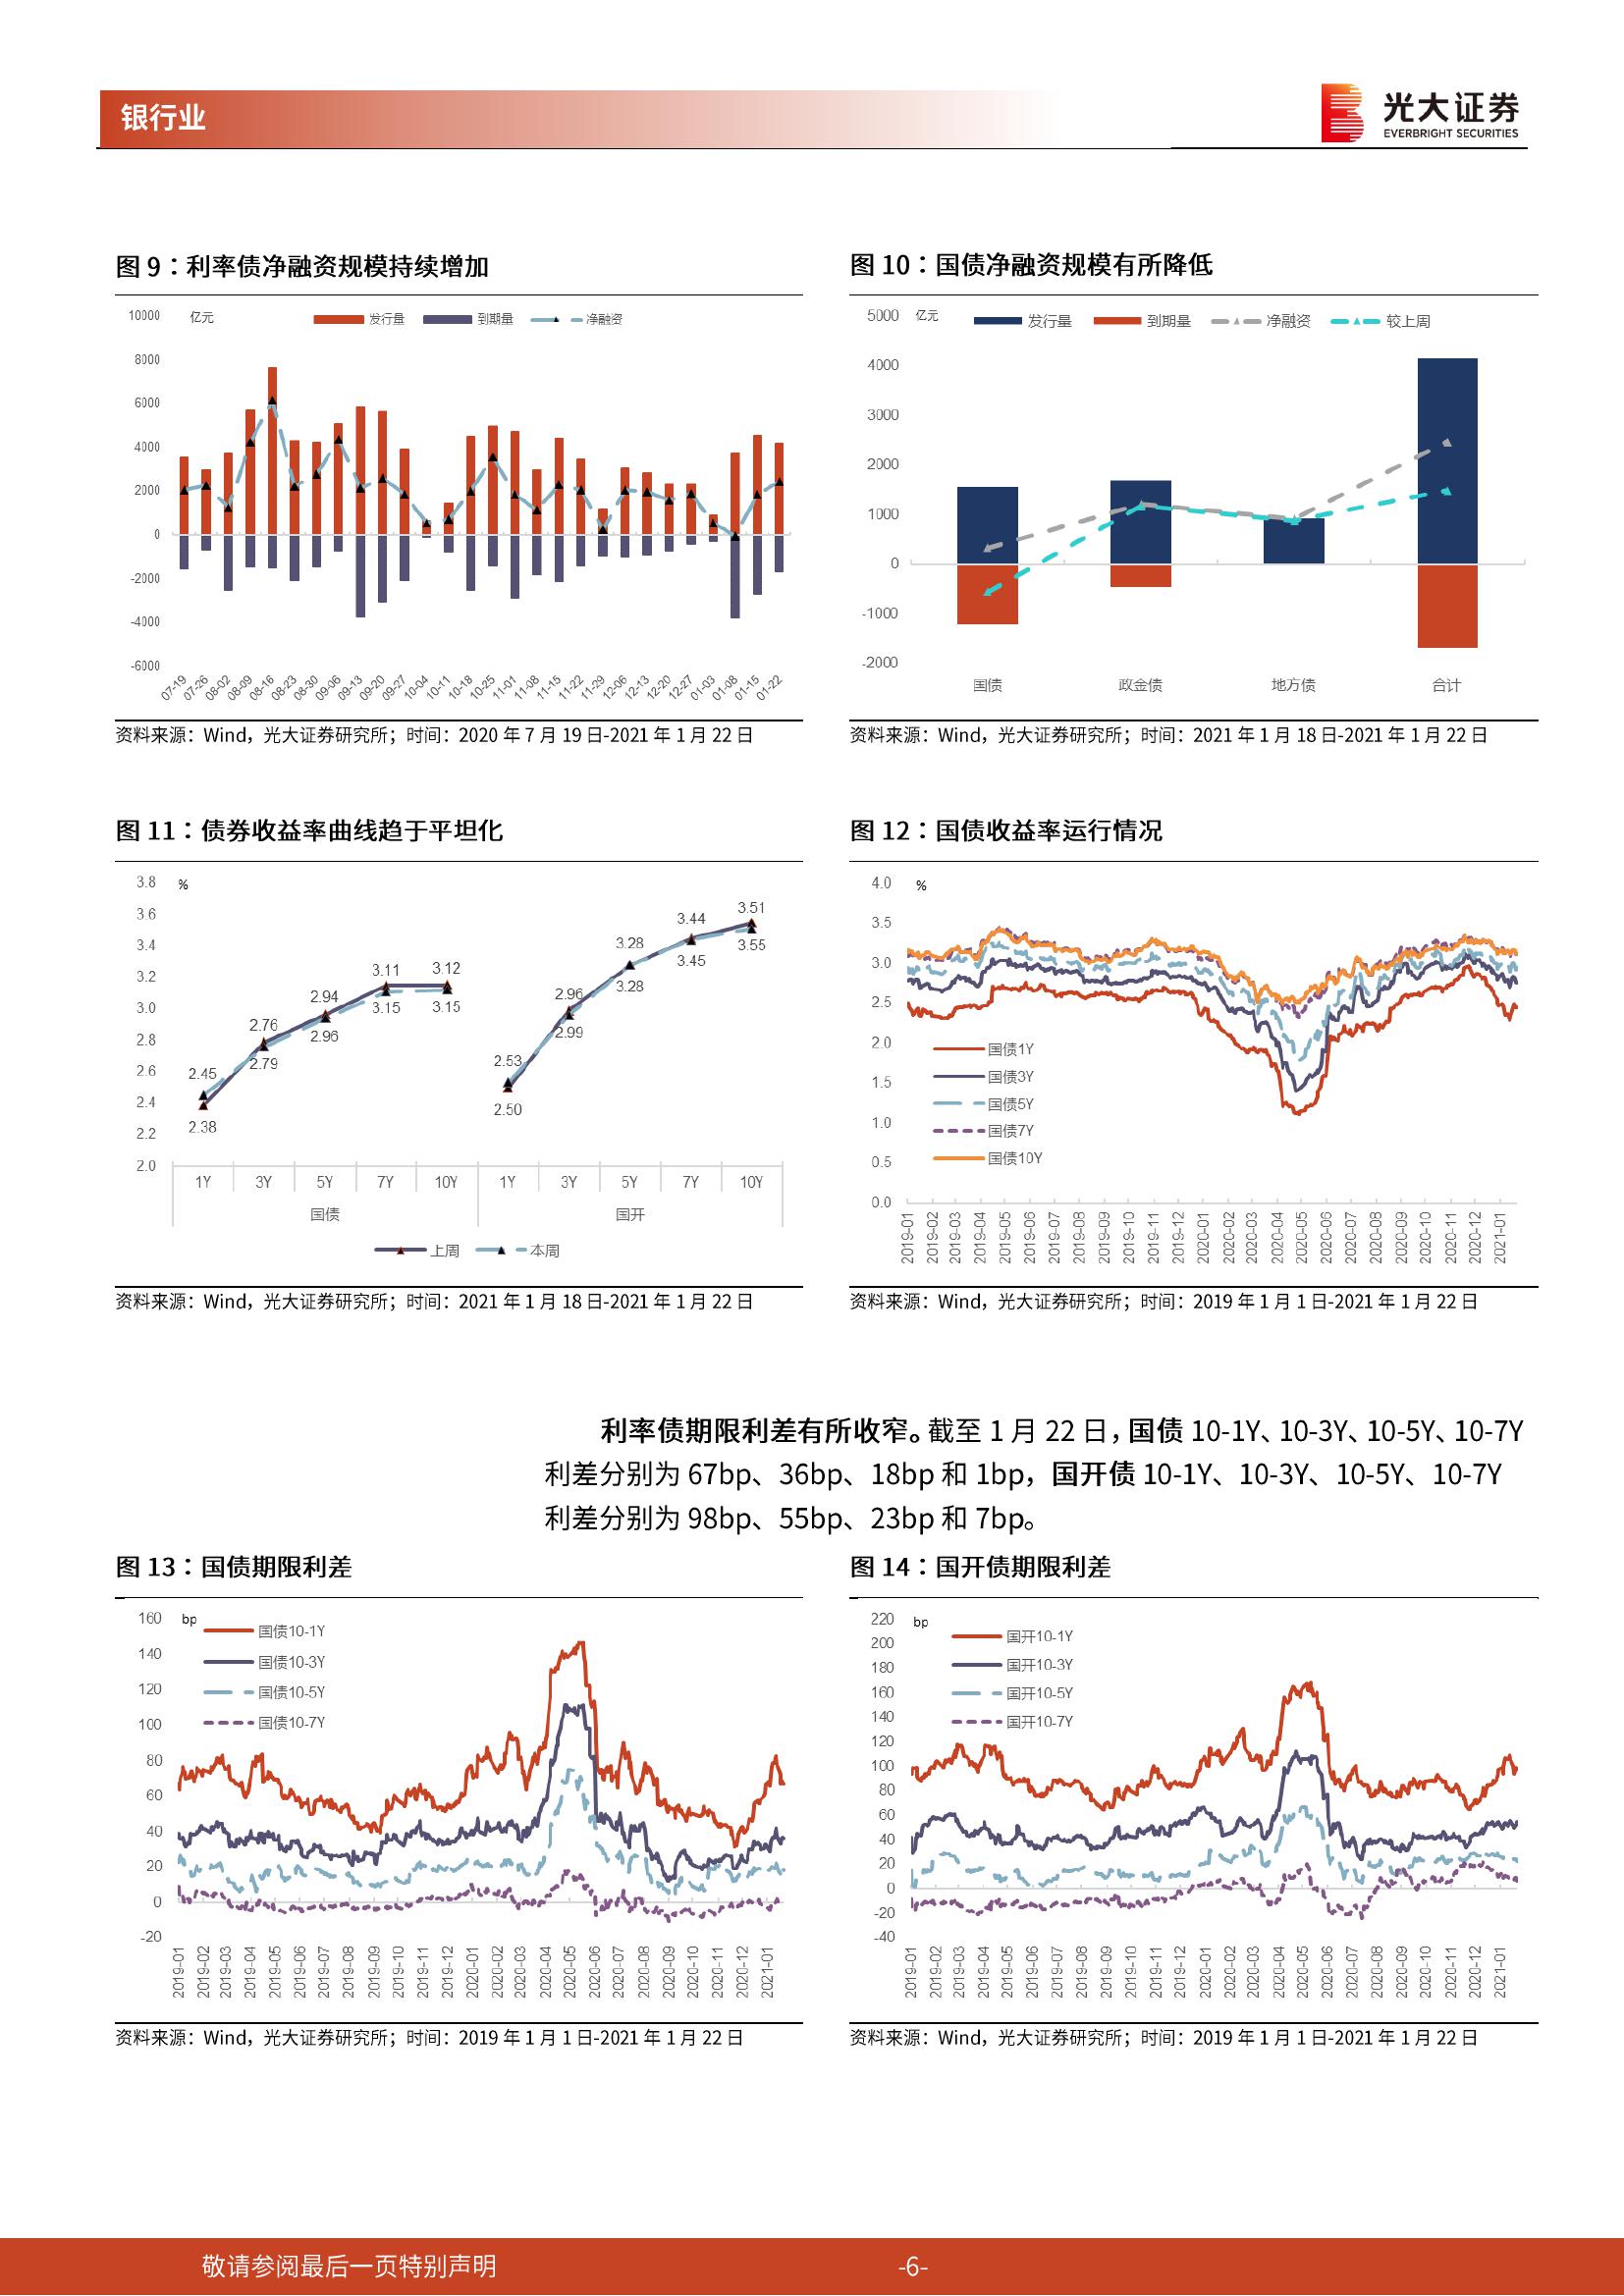 银行业
光大证券
EVERBRIGHT SECURITIES
图 9：利率债净融资规模持续增加
10000
亿元
发行量 到期量 净融资
8000
6000
4000
2000
0
-2000
-4000
-6000
07-19 07-26 08-02 08-09 08-16 08-23 08-30 09-06 09-13 09-20 09-27 10-04 10-11 10-18 10-25 11-01 11-08 11-15 11-22 11-29 12-06 12-13 12-20 12-27 01-03 01-08 01-15 01-22
资料来源：Wind，光大证券研究所；时间：2020 年 7 月 19 日-2021 年 1 月 22 日
图 10：国债净融资规模有所降低
5000
亿元
发行量 到期量 净融资 较上周
4000
3000
2000
1000
0
-1000
-2000
国债 政金债 地方债 合计
资料来源：Wind，光大证券研究所；时间：2021 年 1 月 18 日-2021 年 1 月 22 日
图 11：债券收益率曲线趋于平坦化
%
3.8
3.6
3.4
3.2
3.0
2.8
2.6
2.4
2.2
2.0
2.45 2.76 2.94 3.11 3.12 2.53 2.96 3.28 3.44 3.51
2.38 2.79 2.96 3.15 3.15 2.50 2.99 3.28 3.45 3.55
1Y 3Y 5Y 7Y 10Y 1Y 3Y 5Y 7Y 10Y
国债 国开
上周 本周
资料来源：Wind，光大证券研究所；时间：2021 年 1 月 18 日-2021 年 1 月 22 日
图 12：国债收益率运行情况
%
4.0
3.5
3.0
2.5
2.0
1.5
1.0
0.5
0.0
国债1Y
国债3Y
国债5Y
国债7Y
国债10Y
2019-01 2019-02 2019-03 2019-04 2019-05 2019-06 2019-07 2019-08 2019-09 2019-10 2019-11 2019-12 2020-01 2020-02 2020-03 2020-04 2020-05 2020-06 2020-07 2020-08 2020-09 2020-10 2020-11 2020-12 2021-01
资料来源：Wind，光大证券研究所；时间：2019 年 1 月 1 日-2021 年 1 月 22 日
利率债期限利差有所收窄。截至 1 月 22 日，国债 10-1Y、10-3Y、10-5Y、10-7Y
利差分别为 67bp、36bp、18bp 和 1bp，国开债 10-1Y、10-3Y、10-5Y、10-7Y
利差分别为 98bp、55bp、23bp 和 7bp。
图 13：国债期限利差
bp
160
140
120
100
80
60
40
20
0
-20
国债10-1Y
国债10-3Y
国债10-5Y
国债10-7Y
2019-01 2019-02 2019-03 2019-04 2019-05 2019-06 2019-07 2019-08 2019-09 2019-10 2019-11 2019-12 2020-01 2020-02 2020-03 2020-04 2020-05 2020-06 2020-07 2020-08 2020-09 2020-10 2020-11 2020-12 2021-01
资料来源：Wind，光大证券研究所；时间：2019 年 1 月 1 日-2021 年 1 月 22 日
图 14：国开债期限利差
bp
220
200
180
160
140
120
100
80
60
40
20
0
-20
-40
国开10-1Y
国开10-3Y
国开10-5Y
国开10-7Y
2019-01 2019-02 2019-03 2019-04 2019-05 2019-06 2019-07 2019-08 2019-09 2019-10 2019-11 2019-12 2020-01 2020-02 2020-03 2020-04 2020-05 2020-06 2020-07 2020-08 2020-09 2020-10 2020-11 2020-12 2021-01
资料来源：Wind，光大证券研究所；时间：2019 年 1 月 1 日-2021 年 1 月 22 日
敬请参阅最后一页特别声明
-6-